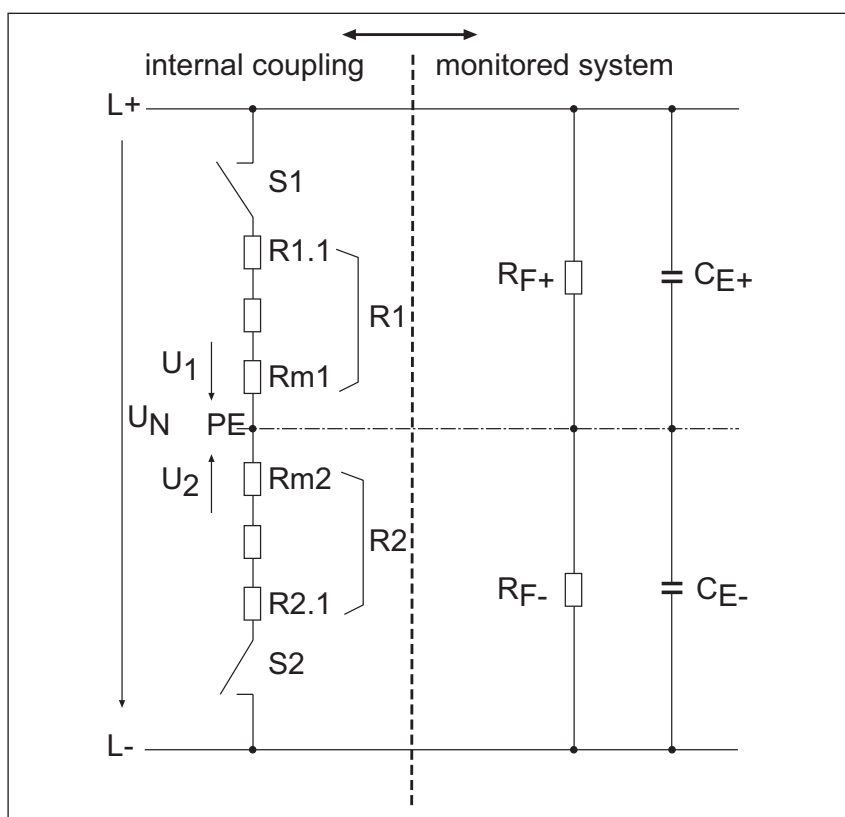 internal coupling
monitored system
L+
S1
R1.1
R1
Rm1
U1
UN
PE
U2
Rm2
R2
R2.1
S2
L-
RF+
CE+
RF-
CE-